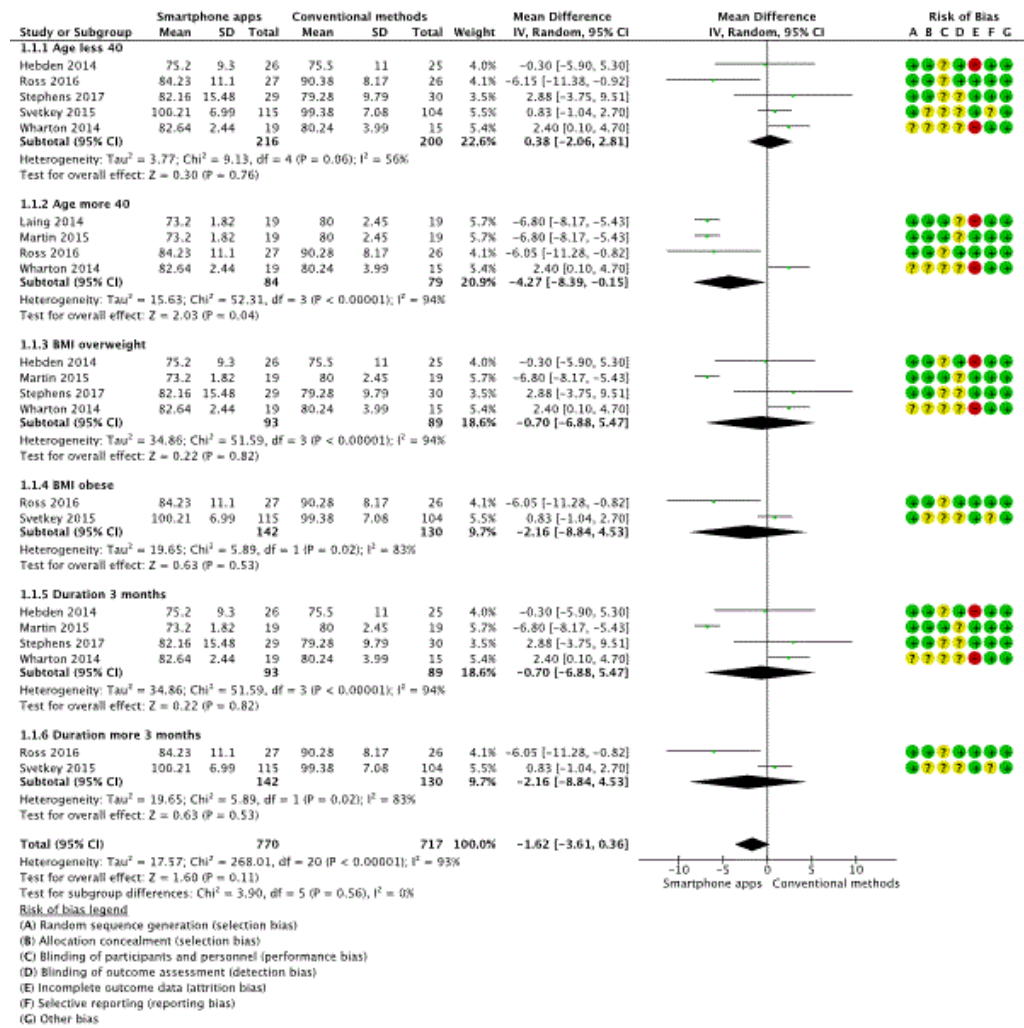 Smartphone apps Conventional methods Mean Difference Mean Difference Risk of Bias
Study or Subgroup Mean SD Total Mean SD Total Weight IV, Random, 95% CI IV, Random, 95% CI A B C D E F G
1.1.1 Age less 40
Hebden 2014 75.2 9.3 26 75.5 11 25 4.0% −0.30 [−5.90, 5.30]
Ross 2016 84.23 11.1 27 90.38 8.17 26 4.1% −6.15 [−11.38, −0.92]
Stephens 2017 82.16 15.48 29 79.28 9.79 30 3.5% 2.88 [−3.75, 9.51]
Svetkey 2015 100.21 6.99 115 99.38 7.08 104 5.5% 0.83 [−1.04, 2.70]
Wharton 2014 82.64 2.44 19 80.24 3.99 15 5.4% 2.40 [0.10, 4.70]
Subtotal (95% CI) 216 200 22.6% 0.38 [−2.06, 2.81]
Heterogeneity: Tau² = 3.77; Chi² = 9.13, df = 4 (P = 0.06); I² = 56%
Test for overall effect: Z = 0.30 (P = 0.76)
1.1.2 Age more 40
Laing 2014 73.2 1.82 19 80 2.45 19 5.7% −6.80 [−8.17, −5.43]
Martin 2015 73.2 1.82 19 80 2.45 19 5.7% −6.80 [−8.17, −5.43]
Ross 2016 84.23 11.1 27 90.28 8.17 26 4.1% −6.05 [−11.28, −0.82]
Wharton 2014 82.64 2.44 19 80.24 3.99 15 5.4% 2.40 [0.10, 4.70]
Subtotal (95% CI) 84 79 20.9% −4.27 [−8.39, −0.15]
Heterogeneity: Tau² = 15.63; Chi² = 52.31, df = 3 (P < 0.00001); I² = 94%
Test for overall effect: Z = 2.03 (P = 0.04)
1.1.3 BMI overweight
Hebden 2014 75.2 9.3 26 75.5 11 25 4.0% −0.30 [−5.90, 5.30]
Martin 2015 73.2 1.82 19 80 2.45 19 5.7% −6.80 [−8.17, −5.43]
Stephens 2017 82.16 15.48 29 79.28 9.79 30 3.5% 2.88 [−3.75, 9.51]
Wharton 2014 82.64 2.44 19 80.24 3.99 15 5.4% 2.40 [0.10, 4.70]
Subtotal (95% CI) 93 89 18.6% −0.70 [−6.88, 5.47]
Heterogeneity: Tau² = 34.86; Chi² = 51.59, df = 3 (P < 0.00001); I² = 94%
Test for overall effect: Z = 0.22 (P = 0.82)
1.1.4 BMI obese
Ross 2016 84.23 11.1 27 90.28 8.17 26 4.1% −6.05 [−11.28, −0.82]
Svetkey 2015 100.21 6.99 115 99.38 7.08 104 5.5% 0.83 [−1.04, 2.70]
Subtotal (95% CI) 142 130 9.7% −2.16 [−8.84, 4.53]
Heterogeneity: Tau² = 19.65; Chi² = 5.89, df = 1 (P = 0.02); I² = 83%
Test for overall effect: Z = 0.63 (P = 0.53)
1.1.5 Duration 3 months
Hebden 2014 75.2 9.3 26 75.5 11 25 4.0% −0.30 [−5.90, 5.30]
Martin 2015 73.2 1.82 19 80 2.45 19 5.7% −6.80 [−8.17, −5.43]
Stephens 2017 82.16 15.48 29 79.28 9.79 30 3.5% 2.88 [−3.75, 9.51]
Wharton 2014 82.64 2.44 19 80.24 3.99 15 5.4% 2.40 [0.10, 4.70]
Subtotal (95% CI) 93 89 18.6% −0.70 [−6.88, 5.47]
Heterogeneity: Tau² = 34.86; Chi² = 51.59, df = 3 (P < 0.00001); I² = 94%
Test for overall effect: Z = 0.22 (P = 0.82)
1.1.6 Duration more 3 months
Ross 2016 84.23 11.1 27 90.28 8.17 26 4.1% −6.05 [−11.28, −0.82]
Svetkey 2015 100.21 6.99 115 99.38 7.08 104 5.5% 0.83 [−1.04, 2.70]
Subtotal (95% CI) 142 130 9.7% −2.16 [−8.84, 4.53]
Heterogeneity: Tau² = 19.65; Chi² = 5.89, df = 1 (P = 0.02); I² = 83%
Test for overall effect: Z = 0.63 (P = 0.53)
Total (95% CI) 770 717 100.0% −1.62 [−3.61, 0.36]
Heterogeneity: Tau² = 17.57; Chi² = 268.01, df = 20 (P < 0.00001); I² = 93%
Test for overall effect: Z = 1.60 (P = 0.11)
Test for subgroup differences: Chi² = 3.90, df = 5 (P = 0.56), I² = 0%
−10 −5 0 5 10
Smartphone apps Conventional methods
Risk of bias legend
(A) Random sequence generation (selection bias)
(B) Allocation concealment (selection bias)
(C) Blinding of participants and personnel (performance bias)
(D) Blinding of outcome assessment (detection bias)
(E) Incomplete outcome data (attrition bias)
(F) Selective reporting (reporting bias)
(G) Other bias